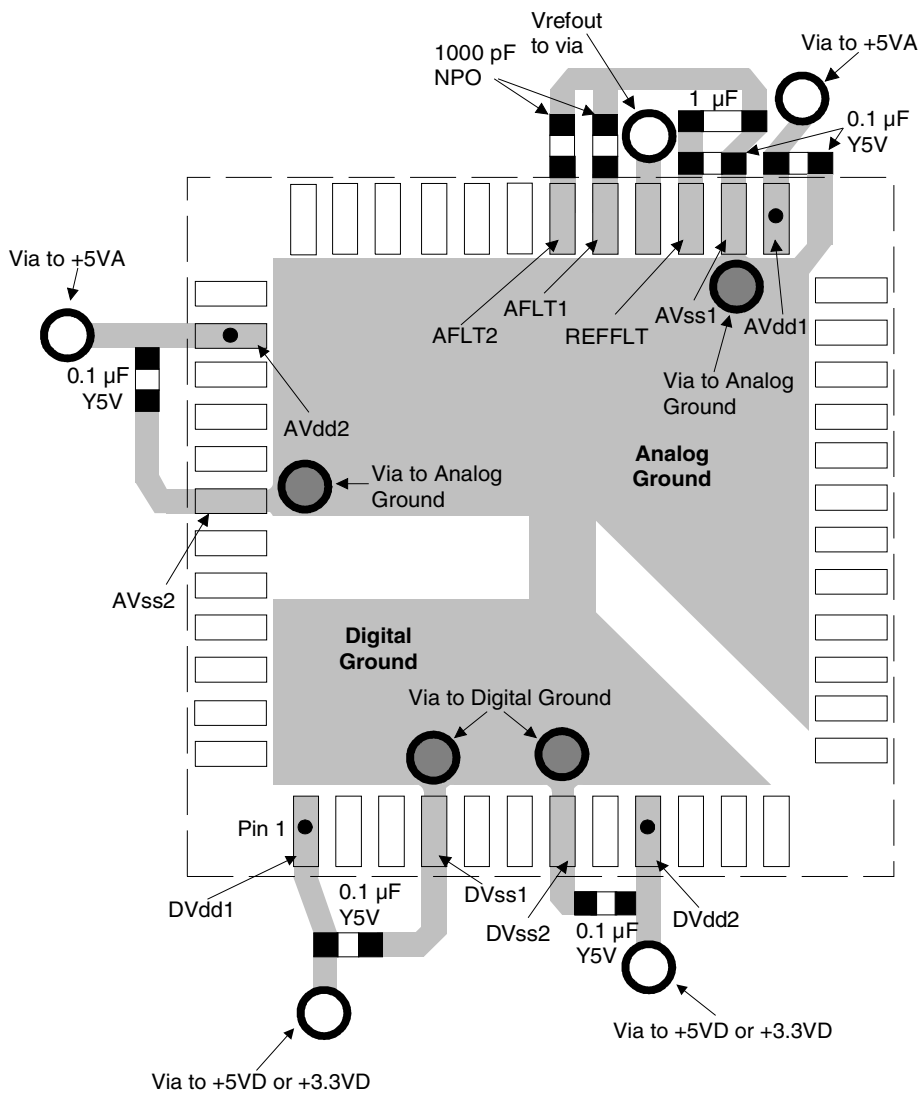 Vrefout
to via
Via to +5VA
1000 pF
NPO
1 µF
0.1 µF
Y5V
Via to +5VA
AFLT2
AFLT1
REFFLT
AVss1
AVdd1
0.1 µF
Y5V
AVdd2
Via to Analog
Ground
Analog
Ground
Via to Analog
Ground
AVss2
Digital
Ground
Via to Digital Ground
Pin 1
DVdd1
0.1 µF
Y5V
DVss1
DVss2
0.1 µF
Y5V
DVdd2
Via to +5VD or +3.3VD
Via to +5VD or +3.3VD